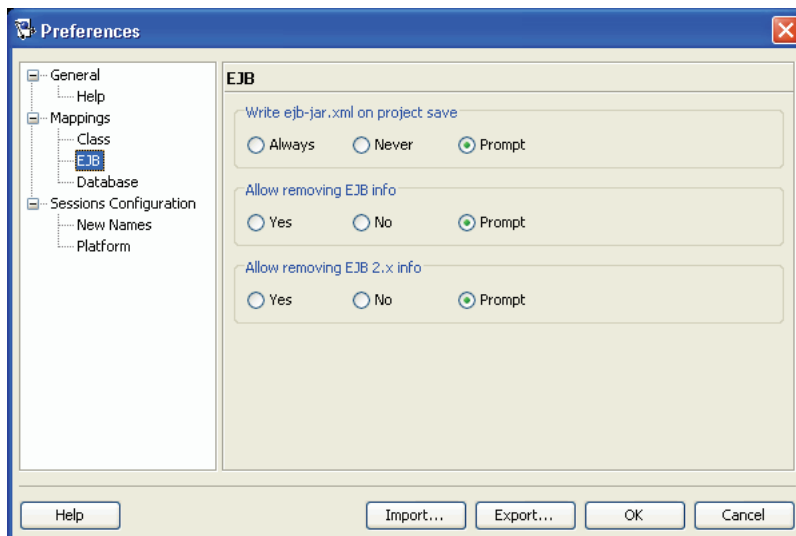 Preferences
General
Help
Mappings
Class
EJB
Database
Sessions Configuration
New Names
Platform
EJB
Write ejb-jar.xml on project save
Always Never Prompt
Allow removing EJB info
Yes No Prompt
Allow removing EJB 2.x info
Yes No Prompt
Help Import... Export... OK Cancel